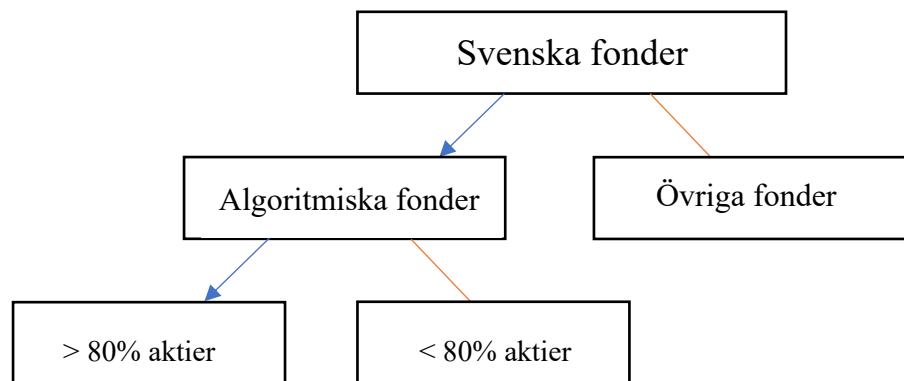 Svenska fonder
Algoritmiska fonder
Övriga fonder
> 80% aktier
< 80% aktier